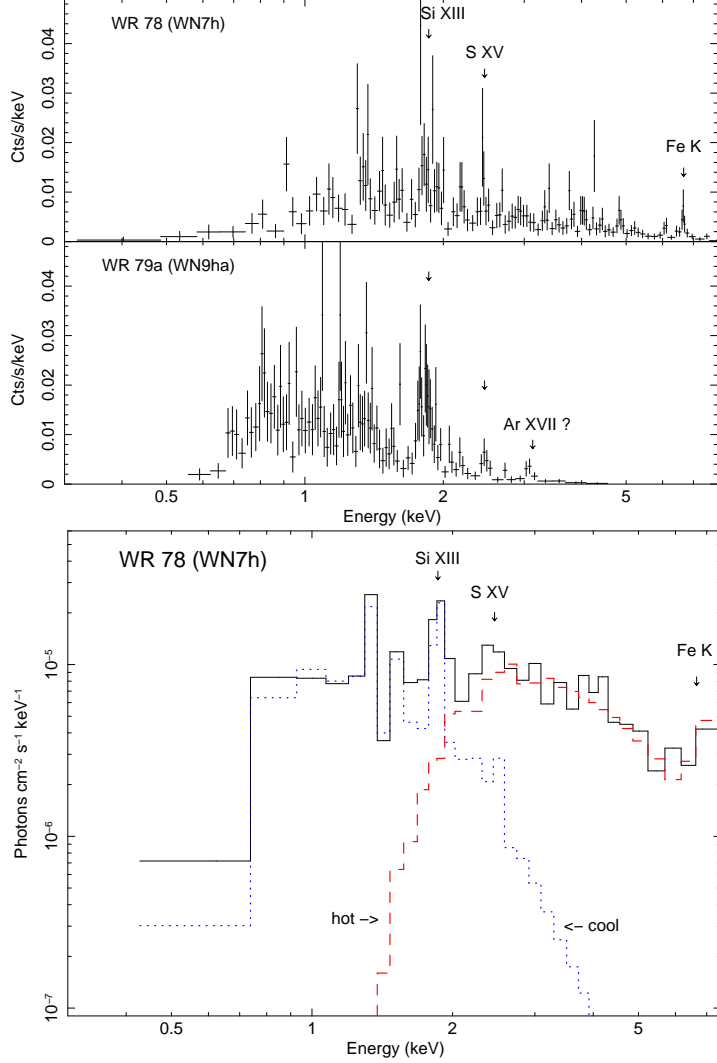 WR 78 (WN7h)
Si XIII
S XV
Fe K
Cts/s/keV
0.04
0.03
0.02
0.01
0
WR 79a (WN9ha)
Ar XVII ?
Cts/s/keV
0.04
0.03
0.02
0.01
0
0.5
1
2
5
Energy (keV)
WR 78 (WN7h)
Si XIII
S XV
Fe K
Photons cm⁻² s⁻¹ keV⁻¹
10⁻⁵
10⁻⁶
10⁻⁷
hot −>
<− cool
0.5
1
2
5
Energy (keV)